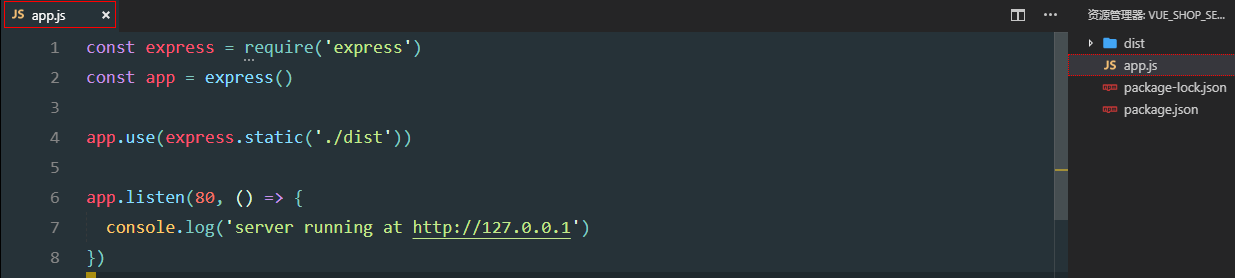 JS app.js ×
资源管理器: VUE_SHOP_SE...
dist
JS app.js
package-lock.json
package.json
1 const express = require('express')
2 const app = express()
3
4 app.use(express.static('./dist'))
5
6 app.listen(80, () => {
7   console.log('server running at http://127.0.0.1')
8 })